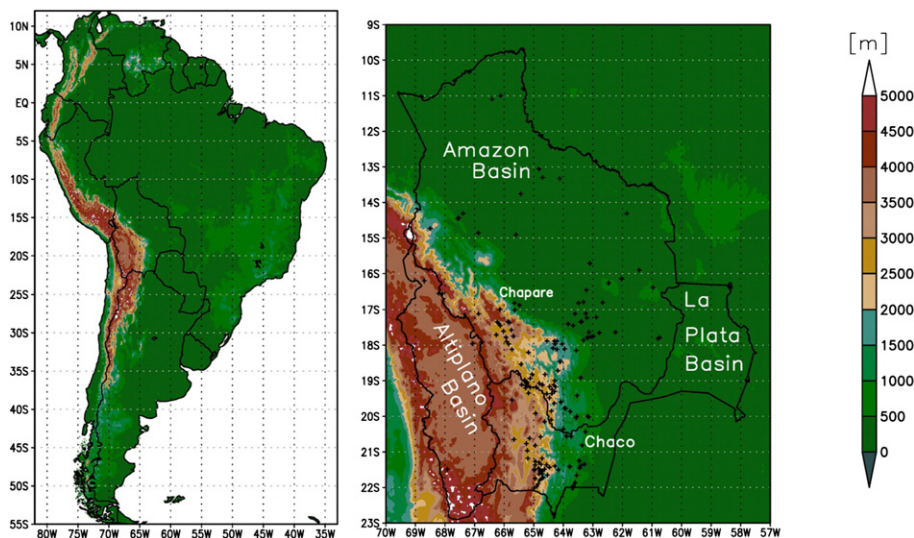 12N
10N
5N
EQ
5S
10S
15S
20S
25S
30S
35S
40S
45S
50S
55S
80W 75W 70W 65W 60W 55W 50W 45W 40W 35W
9S
10S
11S
12S
13S
14S
15S
16S
17S
18S
19S
20S
21S
22S
23S
70W 69W 68W 67W 66W 65W 64W 63W 62W 61W 60W 59W 58W 57W
Amazon
Basin
Chapare
Altiplano
Basin
La
Plata
Basin
Chaco
[m]
5000
4500
4000
3500
3000
2500
2000
1500
1000
500
0